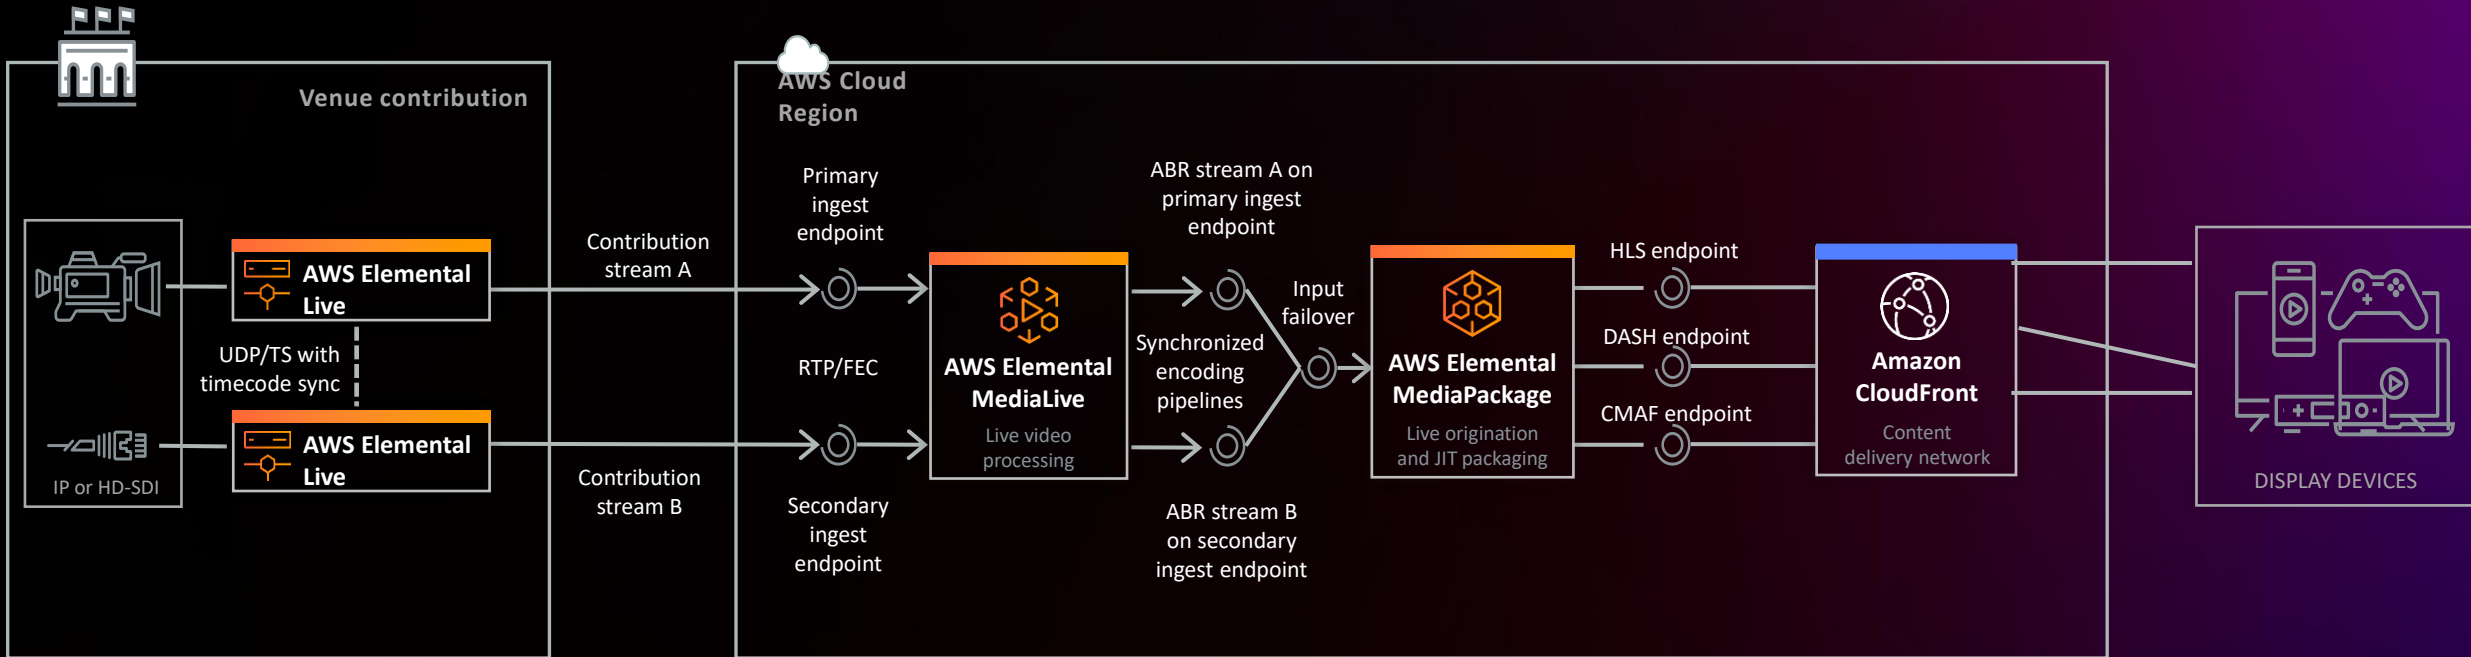 Venue contribution
IP or HD-SDI
AWS Elemental
Live
UDP/TS with
timecode sync
AWS Elemental
Live
Contribution
stream A
Contribution
stream B
AWS Cloud
Region
Primary
ingest
endpoint
RTP/FEC
Secondary
ingest
endpoint
AWS Elemental
MediaLive
Live video
processing
ABR stream A on
primary ingest
endpoint
Synchronized
encoding
pipelines
ABR stream B
on secondary
ingest endpoint
Input
failover
AWS Elemental
MediaPackage
Live origination
and JIT packaging
HLS endpoint
DASH endpoint
CMAF endpoint
Amazon
CloudFront
Content
delivery network
DISPLAY DEVICES